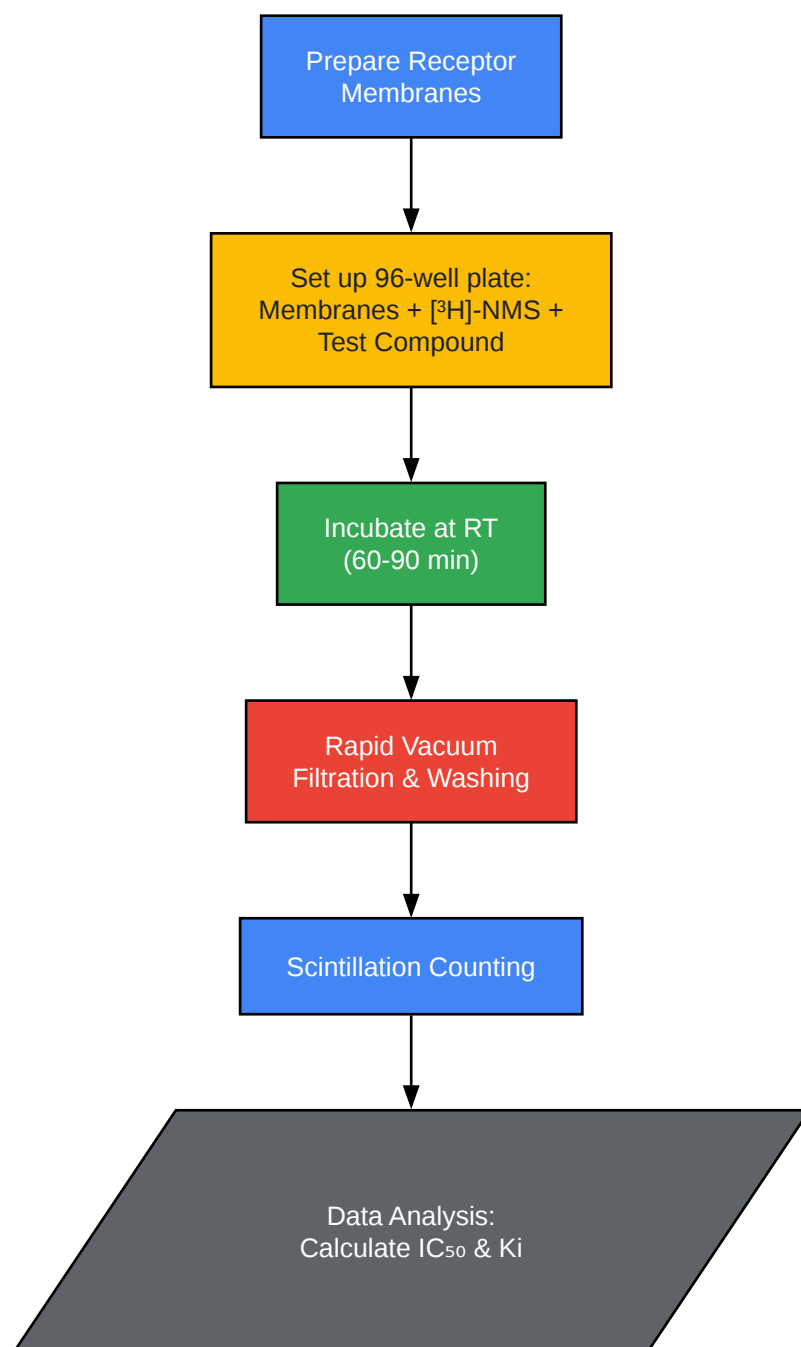 Prepare Receptor
Membranes
Set up 96-well plate:
Membranes + [³H]-NMS +
Test Compound
Incubate at RT
(60-90 min)
Rapid Vacuum
Filtration & Washing
Scintillation Counting
Data Analysis:
Calculate IC₅₀ & Ki